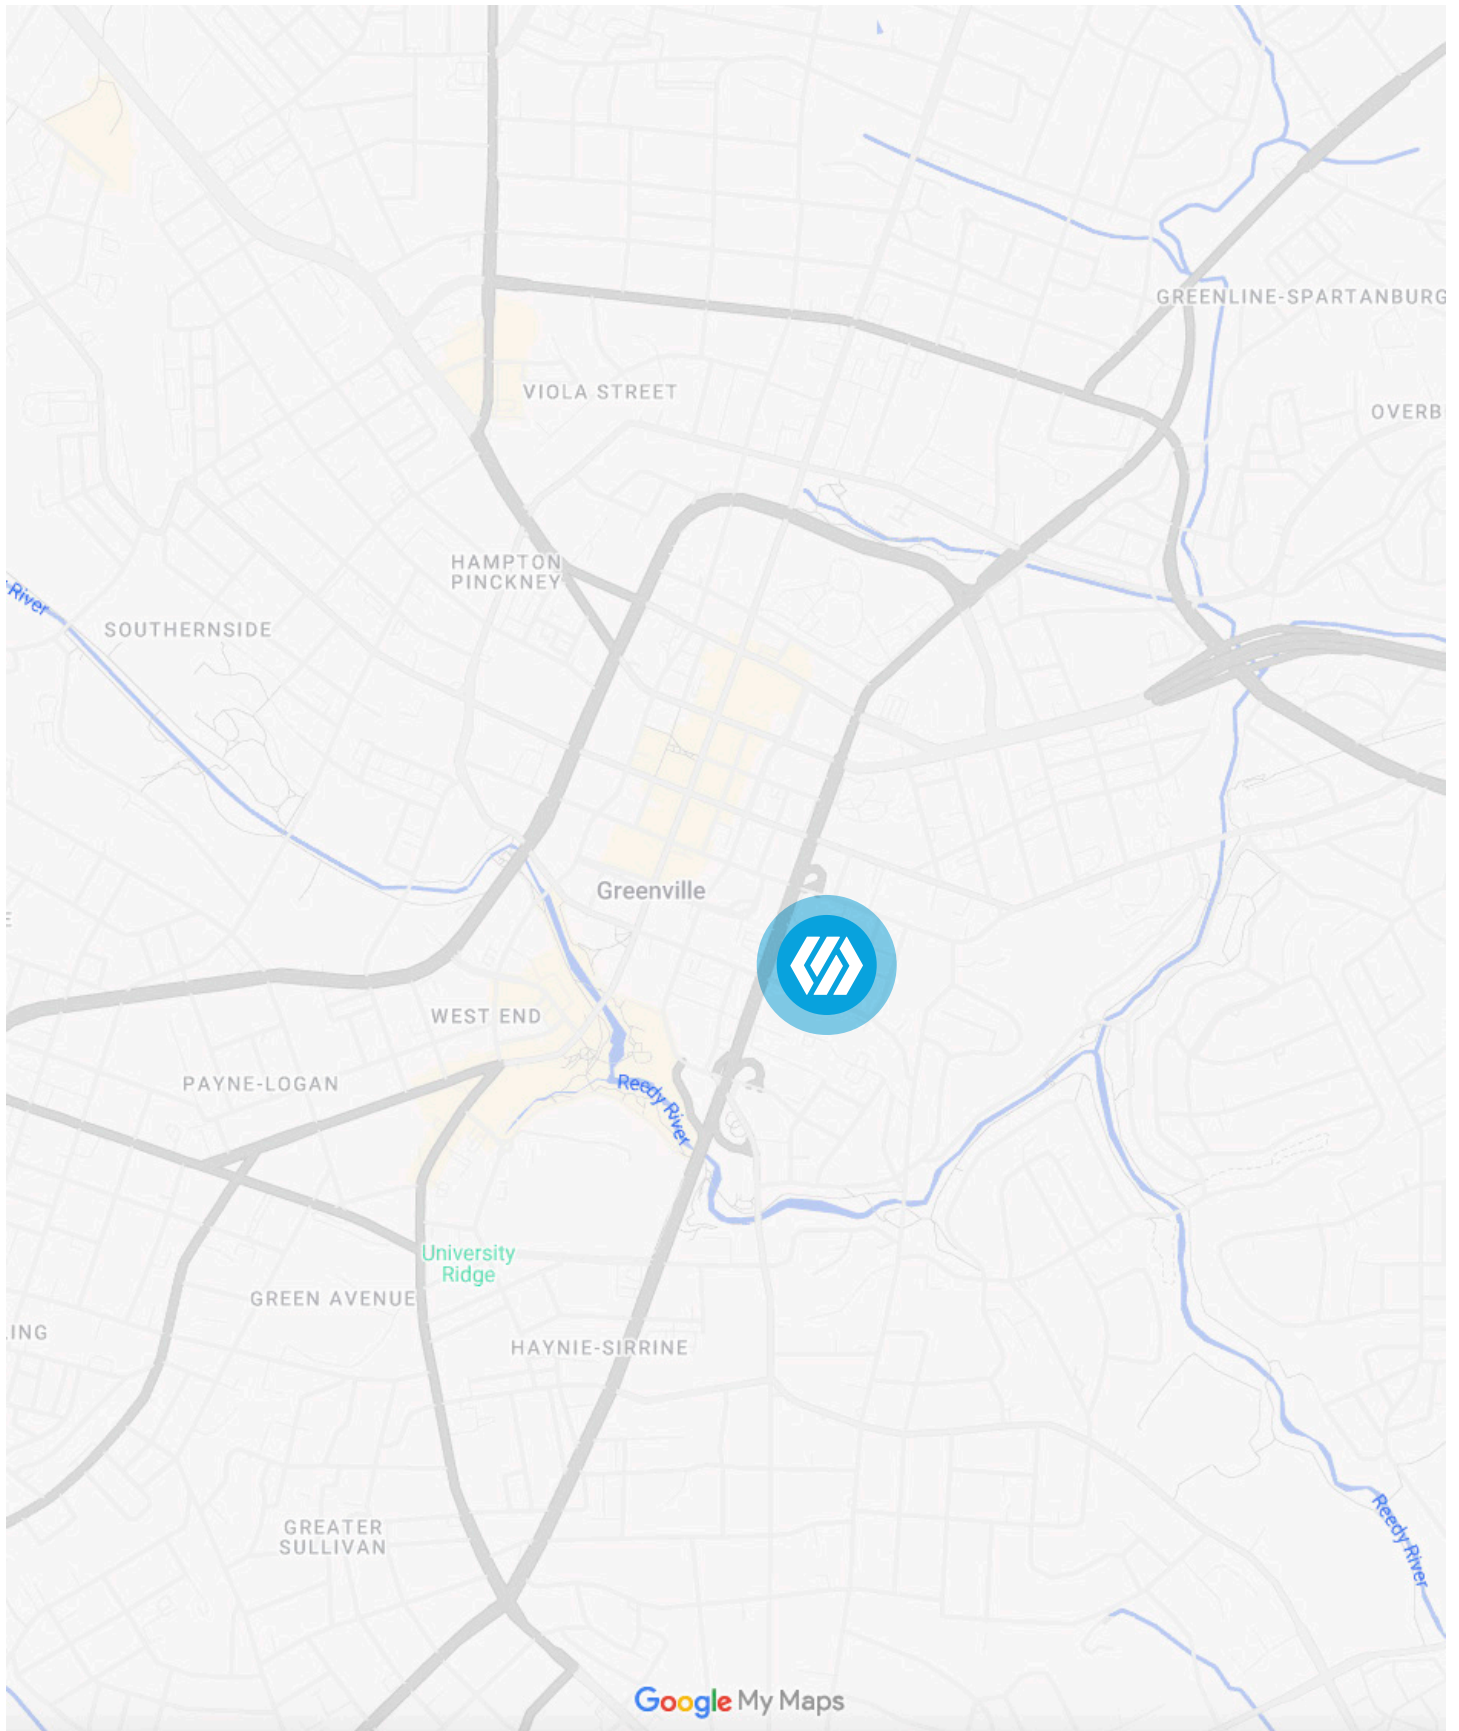 GREENLINE-SPARTANBURG
VIOLA STREET
OVERB
HAMPTON
PINCKNEY
River
SOUTHERNSIDE
Greenville
E
WEST END
PAYNE-LOGAN
Reedy River
University
Ridge
GREEN AVENUE
LING
HAYNIE-SIRRINE
GREATER
SULLIVAN
Reedy River
Google My Maps